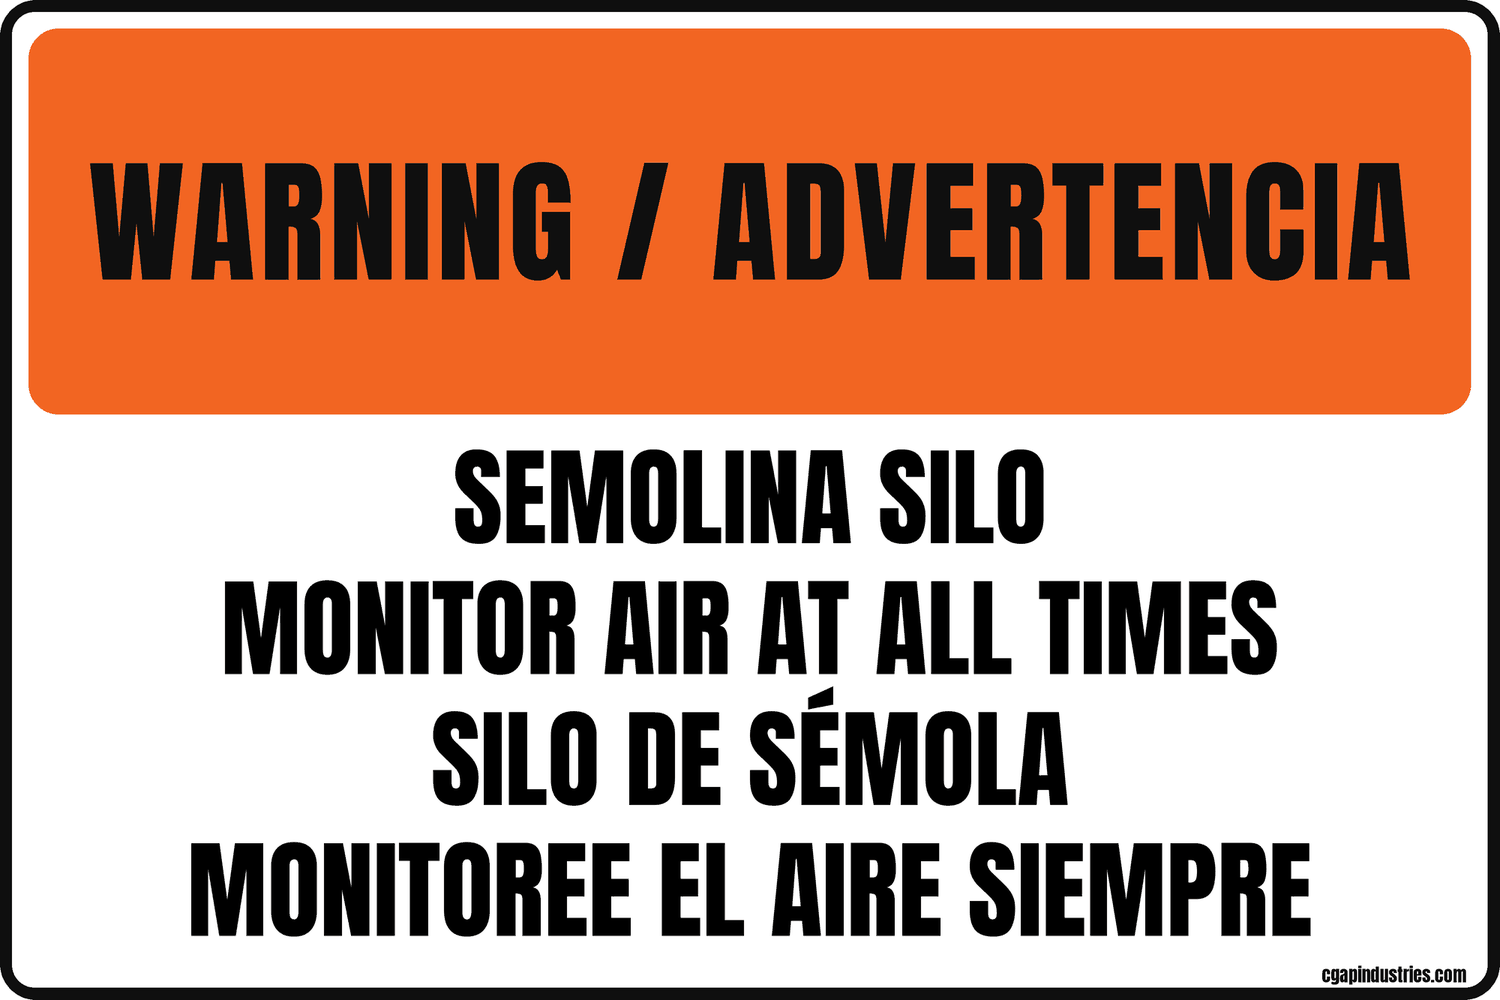 WARNING / ADVERTENCIA
SEMOLINA SILO
MONITOR AIR AT ALL TIMES
SILO DE SÉMOLA
MONITOREE EL AIRE SIEMPRE
cgapindustries.com